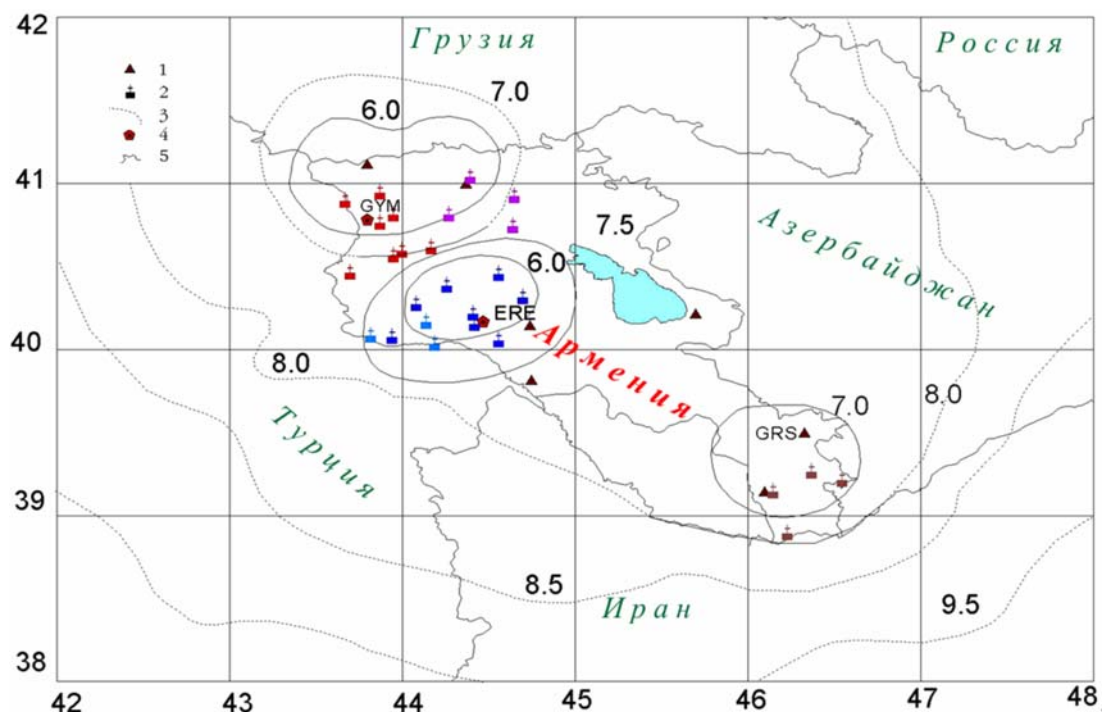 42
Грузия
Россия
1
2
3
4
5
7.0
6.0
41
GYM
7.5
Азербайджан
6.0
ERE
40
Армения
8.0
8.0
7.0
GRS
Турция
39
8.5
Иран
9.5
38
42
43
44
45
46
47
48